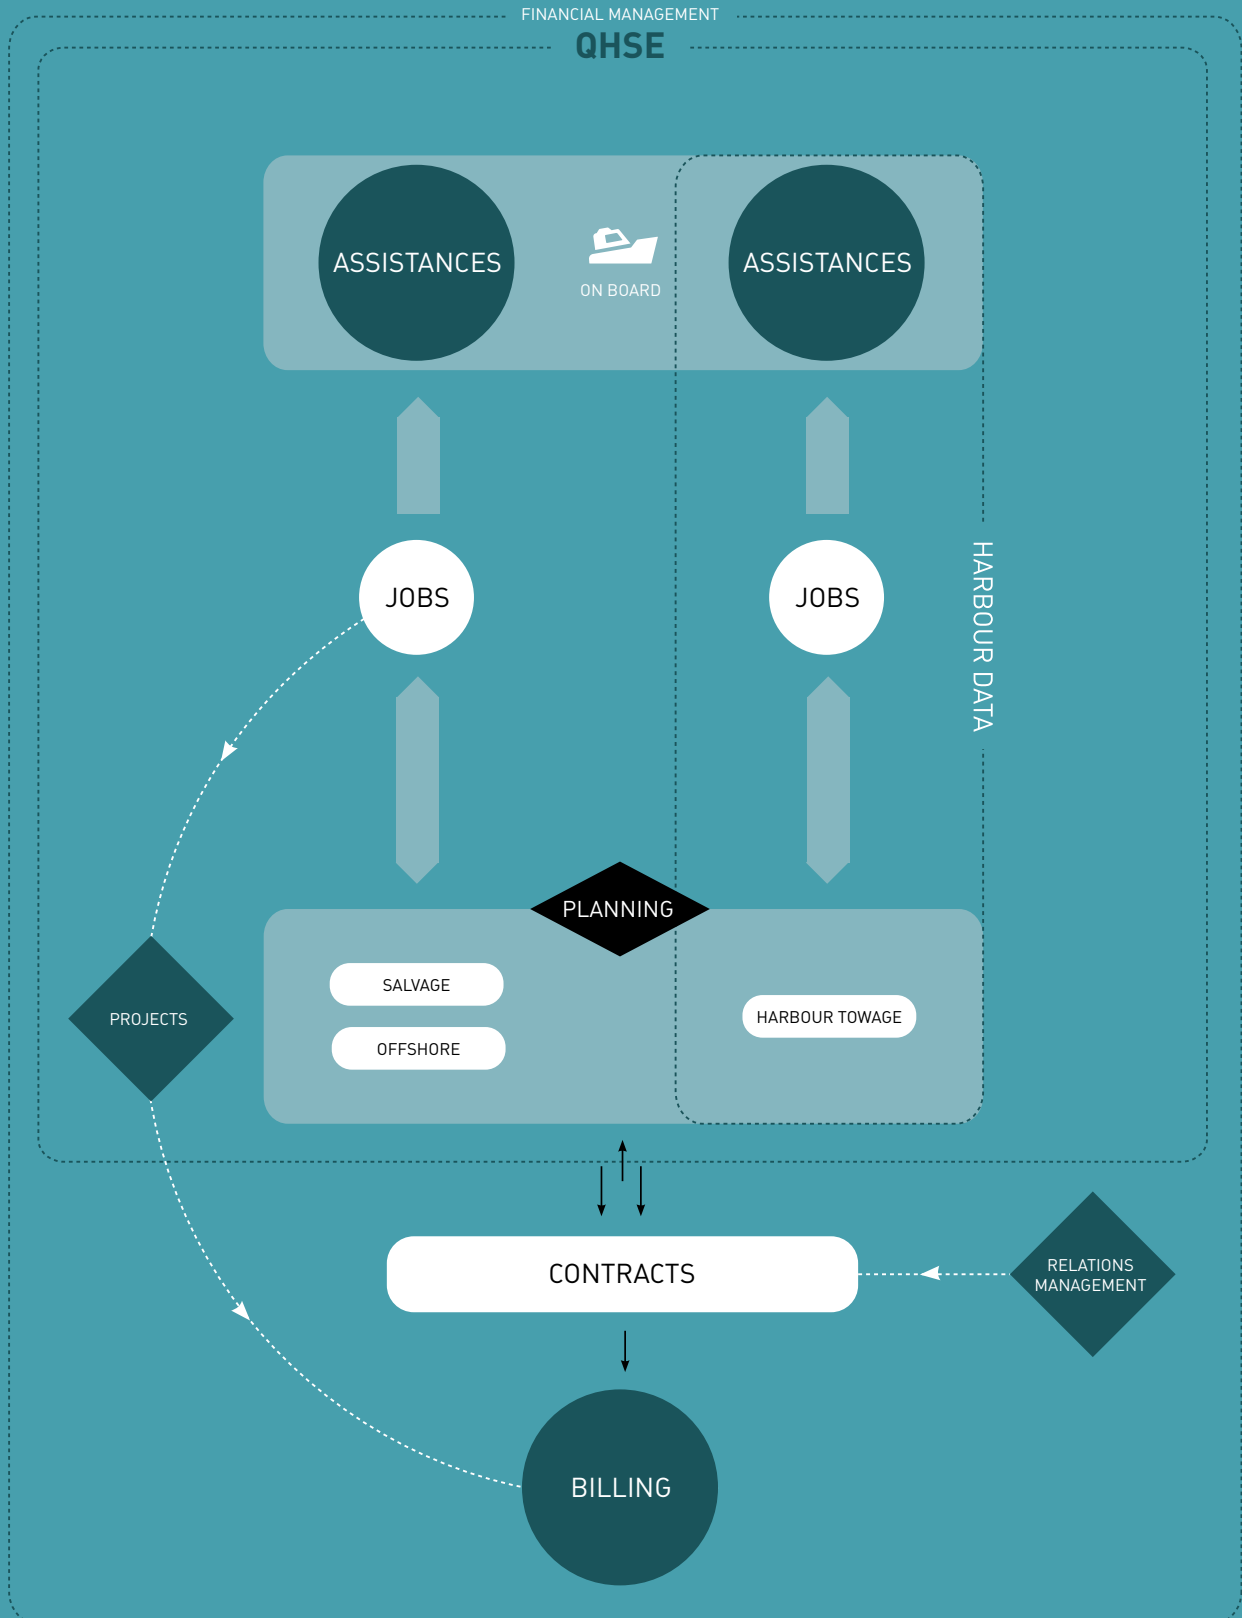 FINANCIAL MANAGEMENT
QHSE
ASSISTANCES
ON BOARD
ASSISTANCES
JOBS
JOBS
HARBOUR DATA
PLANNING
SALVAGE
OFFSHORE
HARBOUR TOWAGE
PROJECTS
CONTRACTS
RELATIONS
MANAGEMENT
BILLING